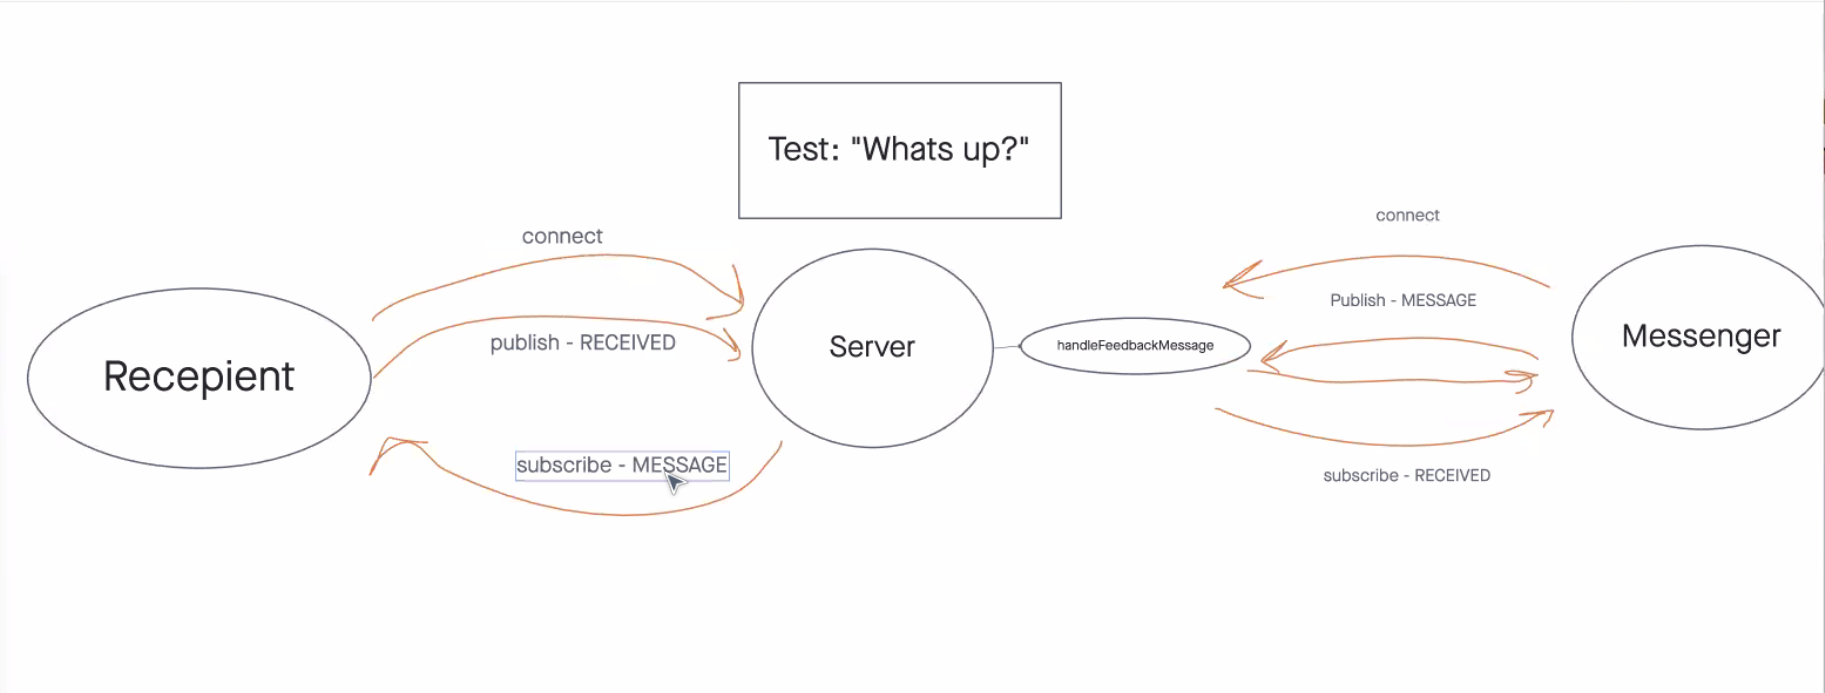 Test: "Whats up?"
connect
connect
publish - RECEIVED
Publish - MESSAGE
Recepient
Server
handleFeedbackMessage
Messenger
subscribe - MESSAGE
subscribe - RECEIVED